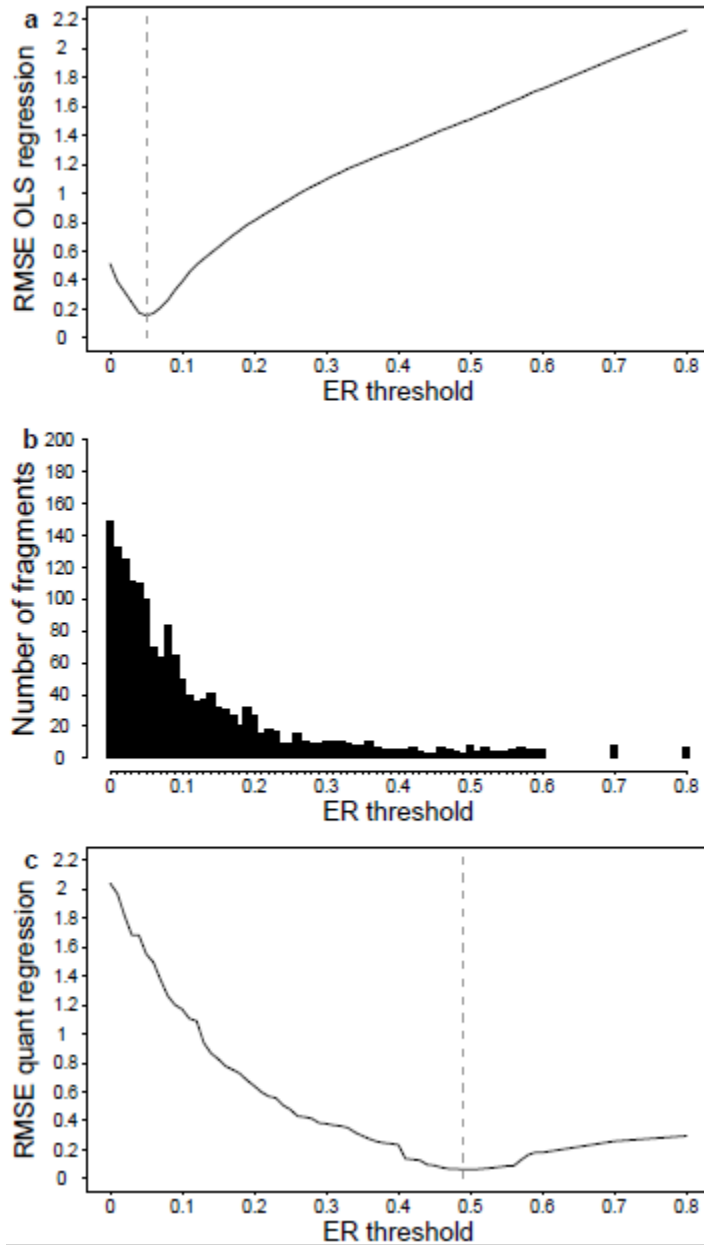 a
RMSE OLS regression
2.2
2
1.8
1.6
1.4
1.2
1
0.8
0.6
0.4
0.2
0
0 0.1 0.2 0.3 0.4 0.5 0.6 0.7 0.8
ER threshold
b
Number of fragments
200
180
160
140
120
100
80
60
40
20
0
0 0.1 0.2 0.3 0.4 0.5 0.6 0.7 0.8
ER threshold
c
RMSE quant regression
2.2
2
1.8
1.6
1.4
1.2
1
0.8
0.6
0.4
0.2
0
0 0.1 0.2 0.3 0.4 0.5 0.6 0.7 0.8
ER threshold